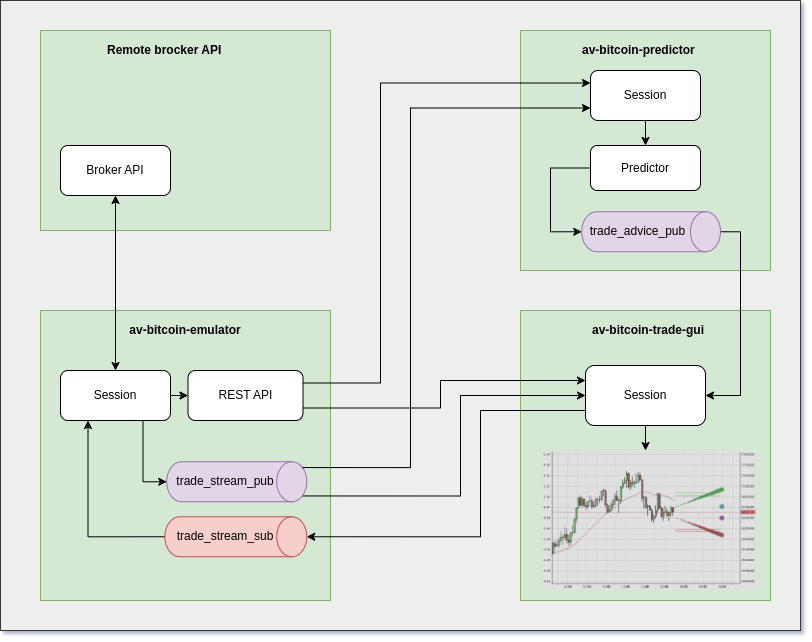 Remote brocker API
Broker API
av-bitcoin-predictor
Session
Predictor
trade_advice_pub
av-bitcoin-emulator
Session
REST API
trade_stream_pub
trade_stream_sub
av-bitcoin-trade-gui
Session